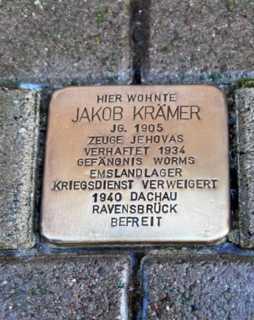 HIER WOHNTE
JAKOB KRÄMER
JG. 1905
ZEUGE JEHOVAS
VERHAFTET 1934
GEFÄNGNIS WORMS
EMSLANDLAGER
KRIEGSDIENST VERWEIGERT
1940 DACHAU
RAVENSBRÜCK
BEFREIT